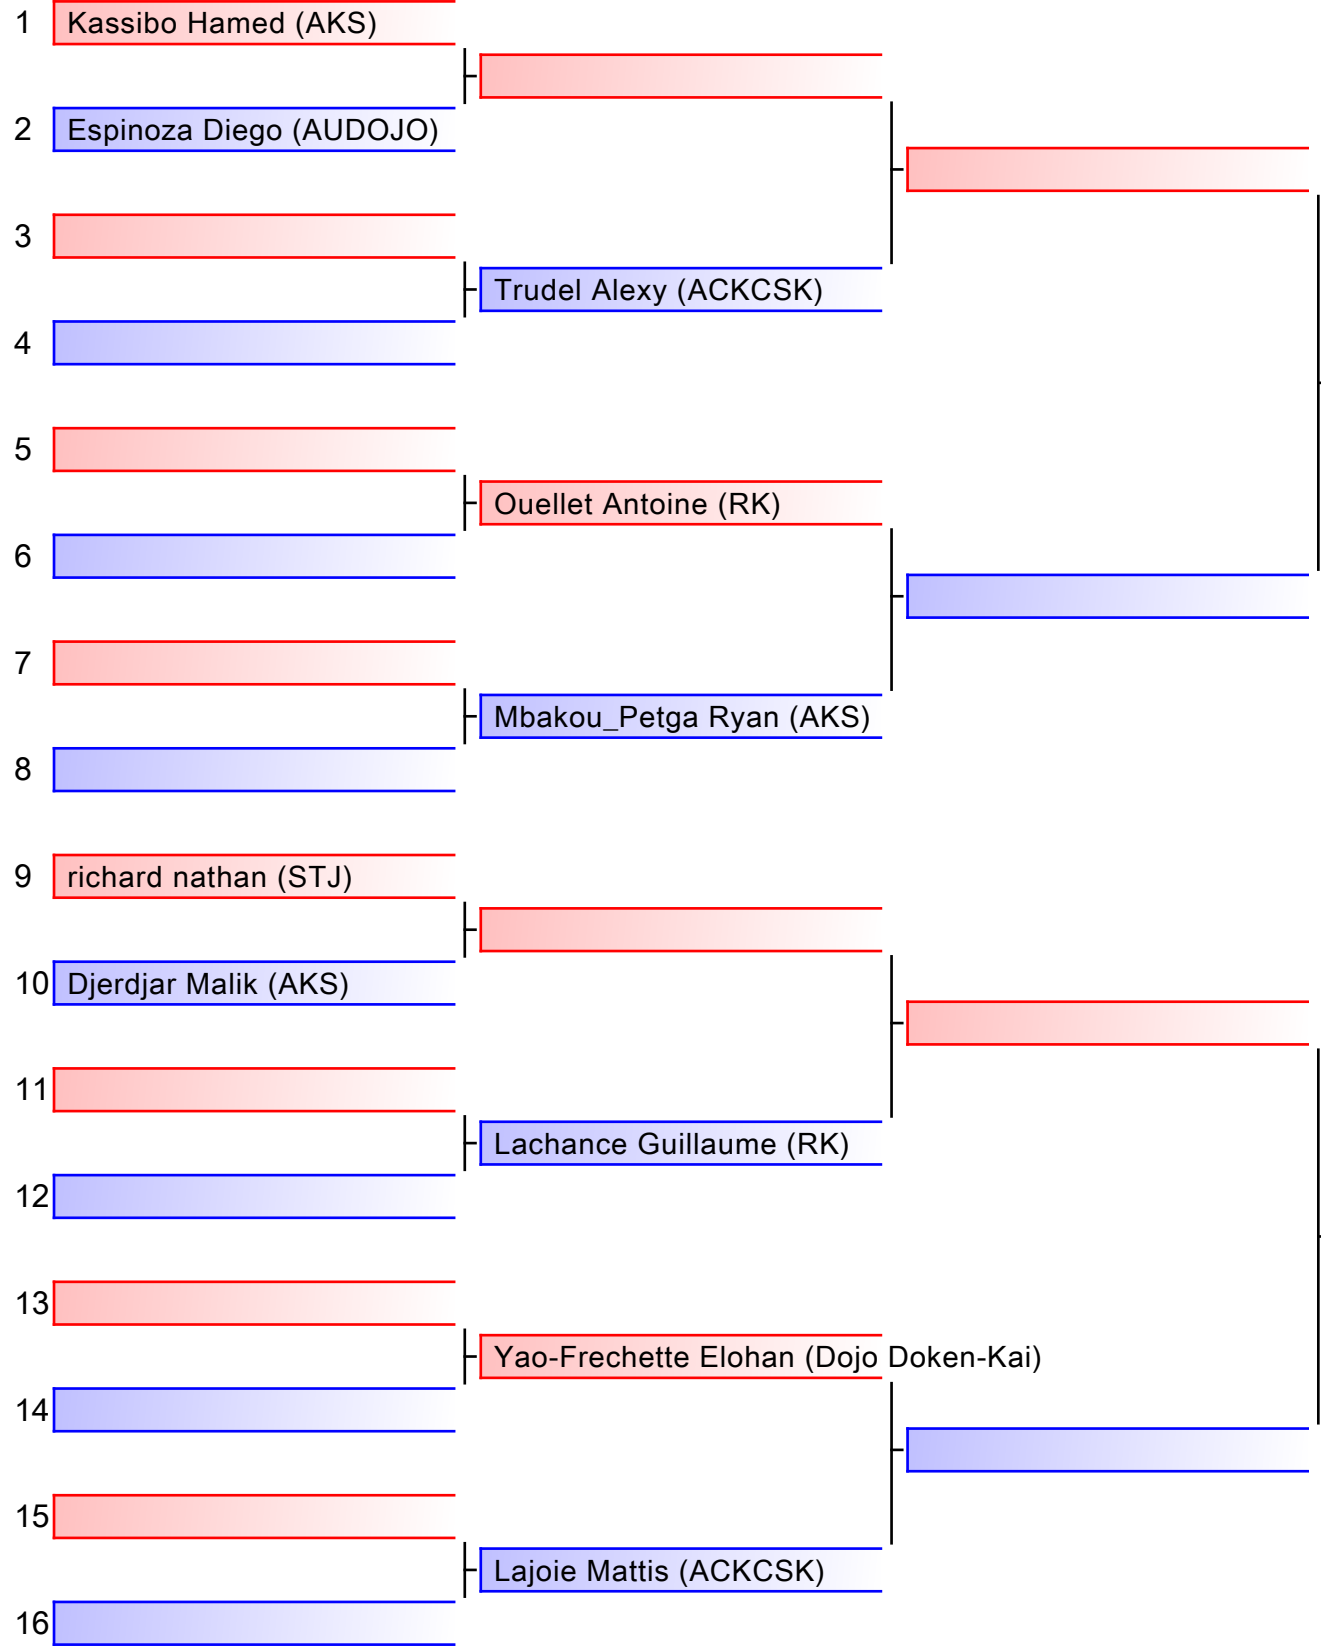 1 Kassibo Hamed (AKS)
2 Espinoza Diego (AUDOJO)
3
Trudel Alexy (ACKCSK)
4
5
Ouellet Antoine (RK)
6
7
Mbakou_Petga Ryan (AKS)
8
9 richard nathan (STJ)
10 Djerdjar Malik (AKS)
11
Lachance Guillaume (RK)
12
13
Yao-Frechette Elohan (Dojo Doken-Kai)
14
15
Lajoie Mattis (ACKCSK)
16